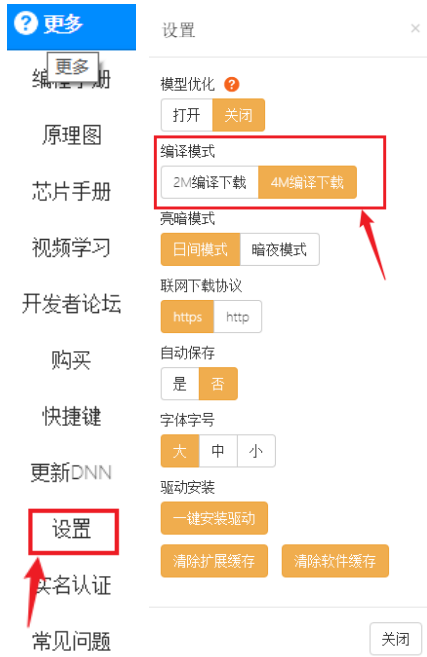 ? 更多
更多
编程手册
原理图
芯片手册
视频学习
开发者论坛
购买
快捷键
更新DNN
设置
实名认证
常见问题
设置 ×
模型优化 ?
打开 关闭
编译模式
2M编译下载 4M编译下载
亮暗模式
日间模式 暗夜模式
联网下载协议
https http
自动保存
是 否
字体字号
大 中 小
驱动安装
一键安装驱动
清除扩展缓存 清除软件缓存
关闭